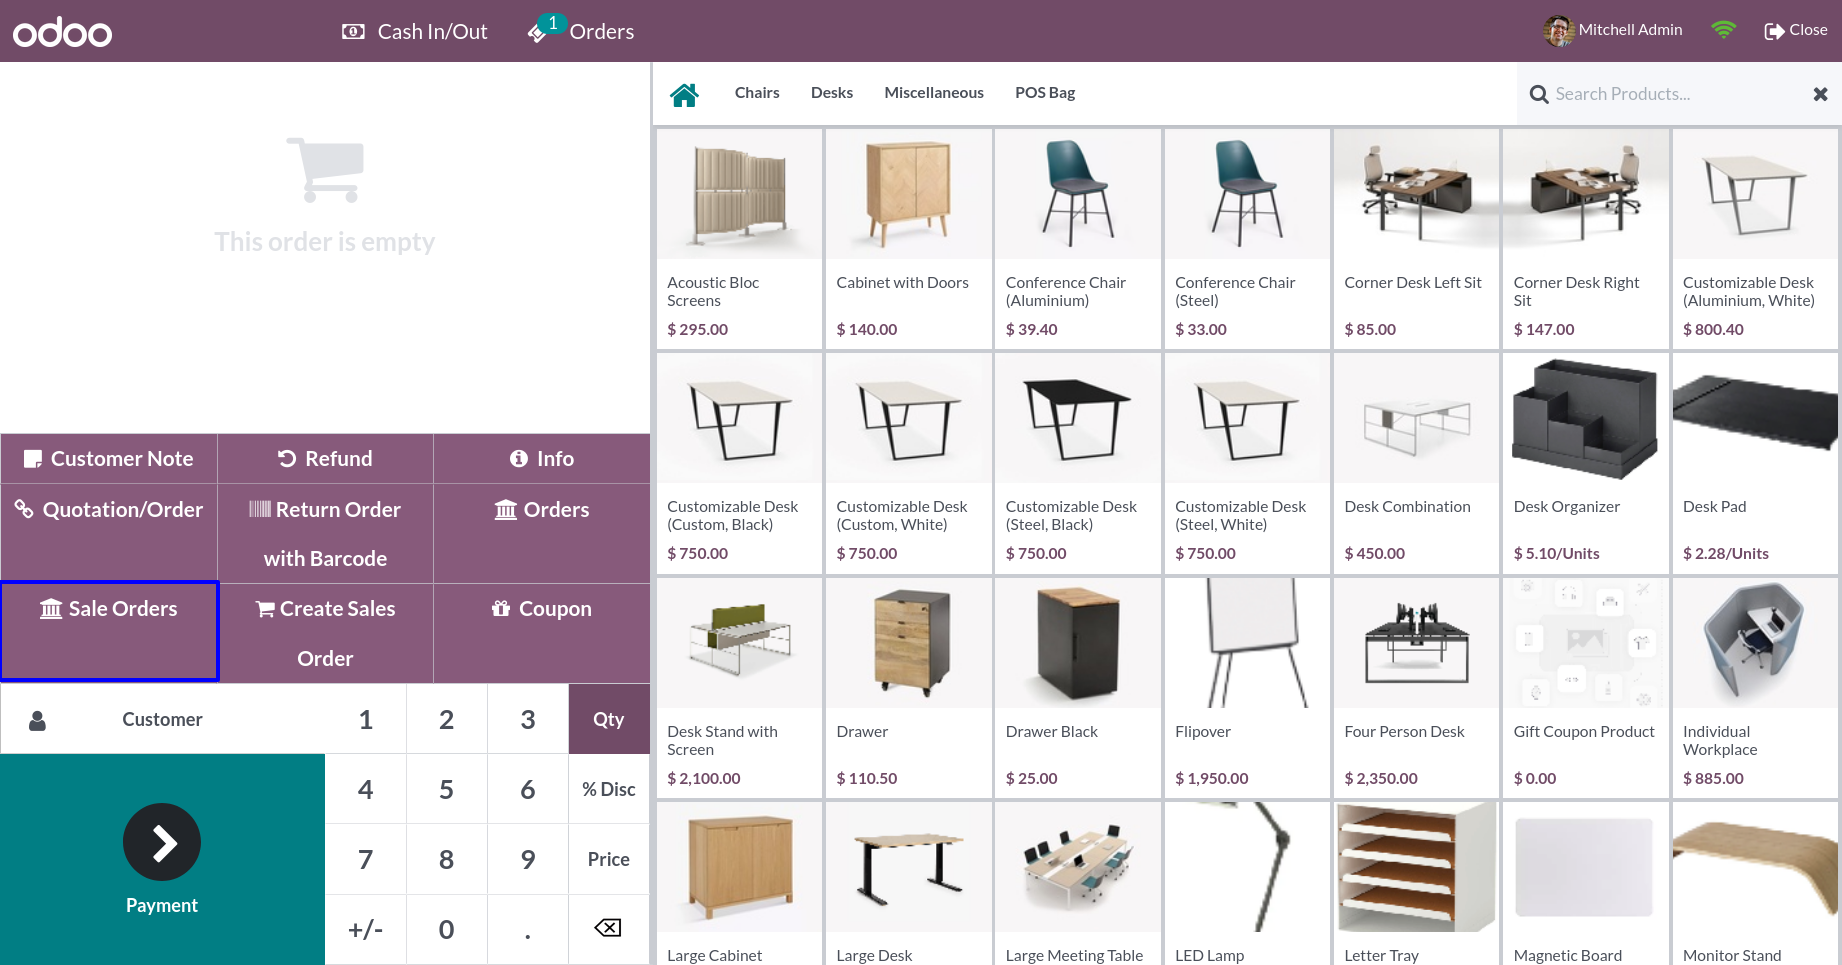 odoo
Cash In/Out
1
Orders
Mitchell Admin
Close
This order is empty
Customer Note
Refund
Info
Quotation/Order
Return Order
with Barcode
Orders
Sale Orders
Create Sales
Order
Coupon
Customer
1
2
3
Qty
4
5
6
% Disc
7
8
9
Price
+/-
0
.
Payment
Chairs
Desks
Miscellaneous
POS Bag
Search Products...
Acoustic Bloc
Screens
$ 295.00
Cabinet with Doors
$ 140.00
Conference Chair
(Aluminium)
$ 39.40
Conference Chair
(Steel)
$ 33.00
Corner Desk Left Sit
$ 85.00
Corner Desk Right
Sit
$ 147.00
Customizable Desk
(Aluminium, White)
$ 800.40
Customizable Desk
(Custom, Black)
$ 750.00
Customizable Desk
(Custom, White)
$ 750.00
Customizable Desk
(Steel, Black)
$ 750.00
Customizable Desk
(Steel, White)
$ 750.00
Desk Combination
$ 450.00
Desk Organizer
$ 5.10/Units
Desk Pad
$ 2.28/Units
Desk Stand with
Screen
$ 2,100.00
Drawer
$ 110.50
Drawer Black
$ 25.00
Flipover
$ 1,950.00
Four Person Desk
$ 2,350.00
Gift Coupon Product
$ 0.00
Individual
Workplace
$ 885.00
Large Cabinet
Large Desk
Large Meeting Table
LED Lamp
Letter Tray
Magnetic Board
Monitor Stand